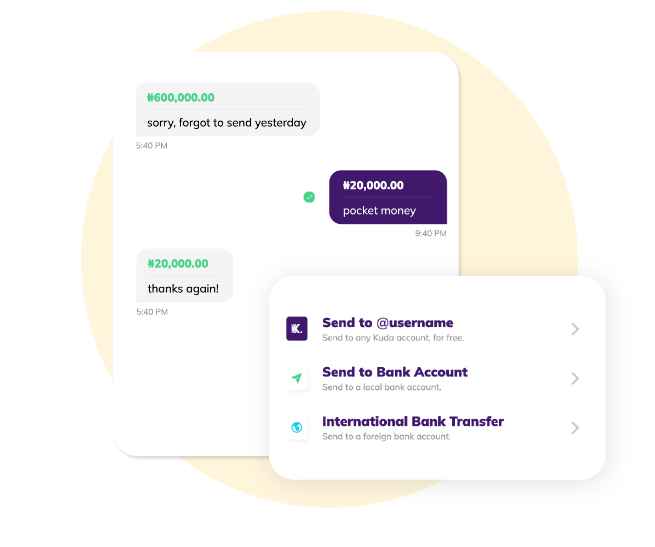 ₦600,000.00
sorry, forgot to send yesterday
5:40 PM
₦20,000.00
pocket money
9:40 PM
₦20,000.00
thanks again!
5:40 PM
K.
Send to @username
Send to any Kuda account, for free.
Send to Bank Account
Send to a local bank account.
International Bank Transfer
Send to a foreign bank account.